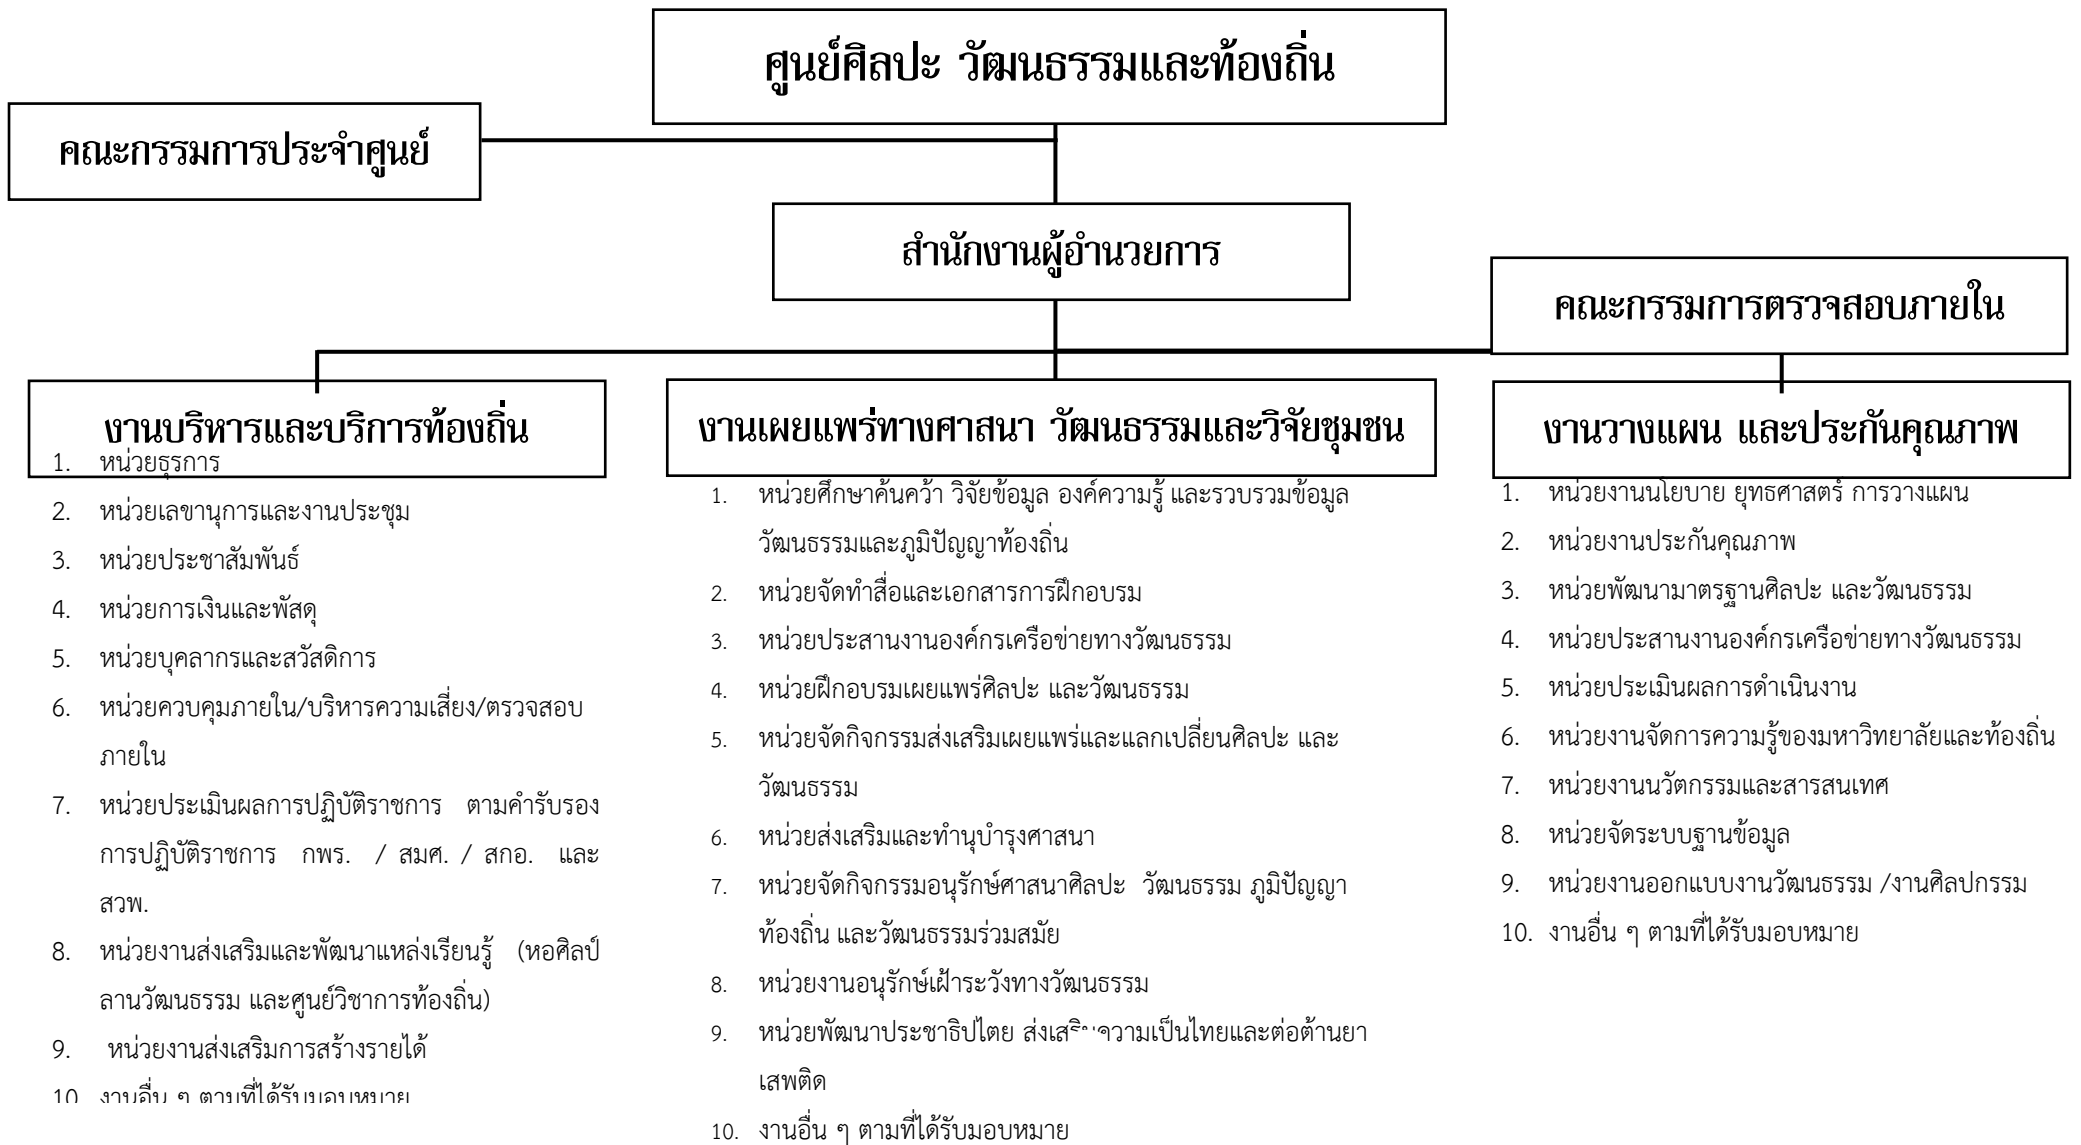 ศูนย์ศิลปะ วัฒนธรรมและท้องถิ่น
คณะกรรมการประจำศูนย์
สำนักงานผู้อำนวยการ
คณะกรรมการตรวจสอบภายใน
งานบริหารและบริการท้องถิ่น
1. หน่วยธุรการ
2. หน่วยเลขานุการและงานประชุม
3. หน่วยประชาสัมพันธ์
4. หน่วยการเงินและพัสดุ
5. หน่วยบุคลากรและสวัสดิการ
6. หน่วยควบคุมภายใน/บริหารความเสี่ยง/ตรวจสอบ
ภายใน
7. หน่วยประเมินผลการปฏิบัติราชการ ตามคำรับรอง
การปฏิบัติราชการ กพร. / สมศ. / สกอ. และ
สวพ.
8. หน่วยงานส่งเสริมและพัฒนาแหล่งเรียนรู้ (หอศิลป์
ลานวัฒนธรรม และศูนย์วิชาการท้องถิ่น)
9. หน่วยงานส่งเสริมการสร้างรายได้
10 งานอื่น ๆ ตามที่ได้รับมอบหมาย
งานเผยแพร่ทางศาสนา วัฒนธรรมและวิจัยชุมชน
1. หน่วยศึกษาค้นคว้า วิจัยข้อมูล องค์ความรู้ และรวบรวมข้อมูล
วัฒนธรรมและภูมิปัญญาท้องถิ่น
2. หน่วยจัดทำสื่อและเอกสารการฝึกอบรม
3. หน่วยประสานงานองค์กรเครือข่ายทางวัฒนธรรม
4. หน่วยฝึกอบรมเผยแพร่ศิลปะ และวัฒนธรรม
5. หน่วยจัดกิจกรรมส่งเสริมเผยแพร่และแลกเปลี่ยนศิลปะ และ
วัฒนธรรม
6. หน่วยส่งเสริมและทำนุบำรุงศาสนา
7. หน่วยจัดกิจกรรมอนุรักษ์ศาสนาศิลปะ วัฒนธรรม ภูมิปัญญา
ท้องถิ่น และวัฒนธรรมร่วมสมัย
8. หน่วยงานอนุรักษ์เฝ้าระวังทางวัฒนธรรม
9. หน่วยพัฒนาประชาธิปไตย ส่งเสริมความเป็นไทยและต่อต้านยา
เสพติด
10. งานอื่น ๆ ตามที่ได้รับมอบหมาย
งานวางแผน และประกันคุณภาพ
1. หน่วยงานนโยบาย ยุทธศาสตร์ การวางแผน
2. หน่วยงานประกันคุณภาพ
3. หน่วยพัฒนามาตรฐานศิลปะ และวัฒนธรรม
4. หน่วยประสานงานองค์กรเครือข่ายทางวัฒนธรรม
5. หน่วยประเมินผลการดำเนินงาน
6. หน่วยงานจัดการความรู้ของมหาวิทยาลัยและท้องถิ่น
7. หน่วยงานนวัตกรรมและสารสนเทศ
8. หน่วยจัดระบบฐานข้อมูล
9. หน่วยงานออกแบบงานวัฒนธรรม /งานศิลปกรรม
10. งานอื่น ๆ ตามที่ได้รับมอบหมาย